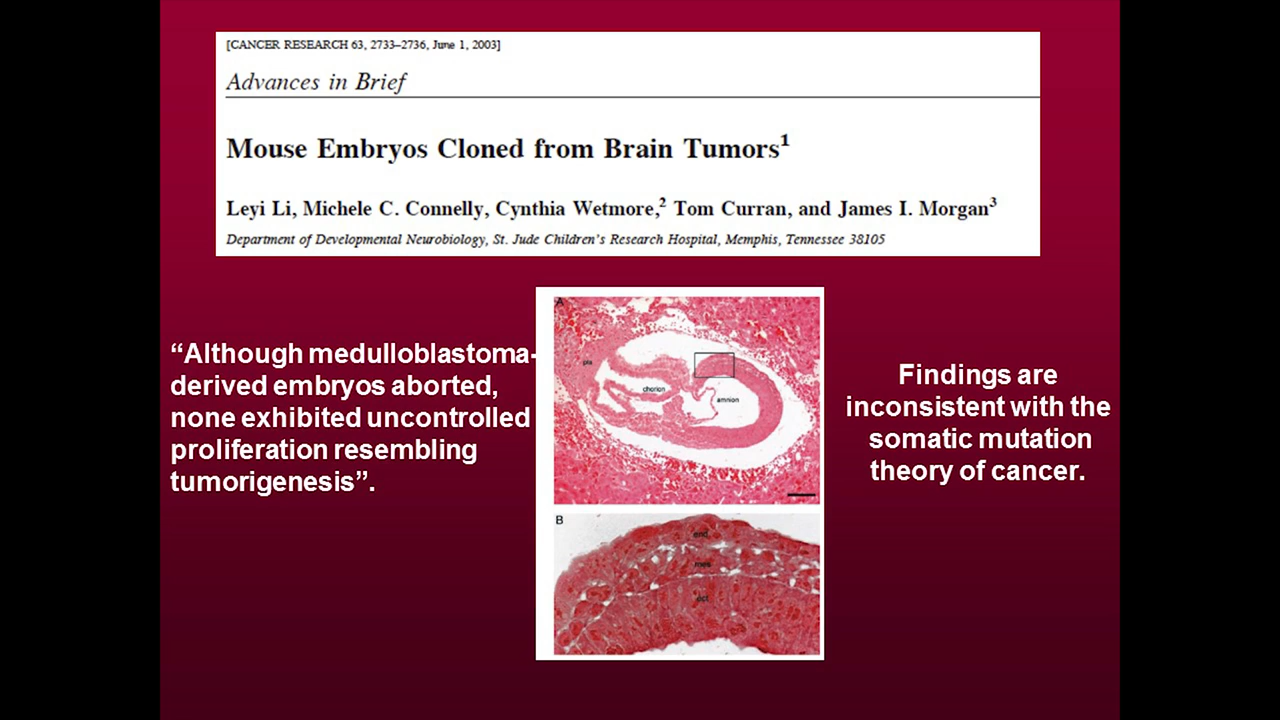 [CANCER RESEARCH 63, 2733–2736, June 1, 2003]
Advances in Brief
Mouse Embryos Cloned from Brain Tumors¹
Leyi Li, Michele C. Connelly, Cynthia Wetmore,² Tom Curran, and James I. Morgan³
Department of Developmental Neurobiology, St. Jude Children's Research Hospital, Memphis, Tennessee 38105
“Although medulloblastoma-
derived embryos aborted,
none exhibited uncontrolled
proliferation resembling
tumorigenesis”.
A
pla
chorion
amnion
B
end
mes
ect
Findings are
inconsistent with the
somatic mutation
theory of cancer.